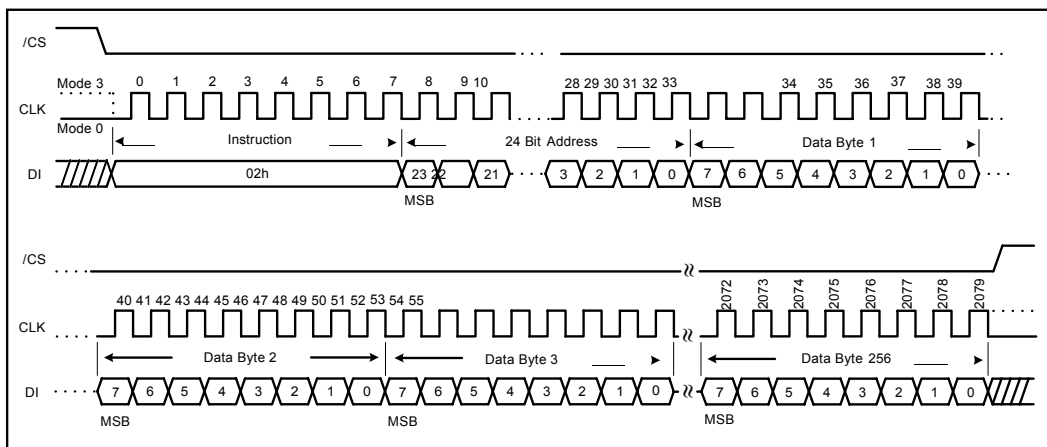 /CS
Mode 3 0 1 2 3 4 5 6 7 8 9 10 28 29 30 31 32 33 34 35 36 37 38 39
CLK
Mode 0
Instruction 24 Bit Address Data Byte 1
DI 02h 23 22 21 3 2 1 0 7 6 5 4 3 2 1 0
MSB MSB
/CS
40 41 42 43 44 45 46 47 48 49 50 51 52 53 54 55 2072 2073 2074 2075 2076 2077 2078 2079
CLK
Data Byte 2 Data Byte 3 Data Byte 256
DI 7 6 5 4 3 2 1 0 7 6 5 4 3 2 1 0 7 6 5 4 3 2 1 0
MSB MSB MSB